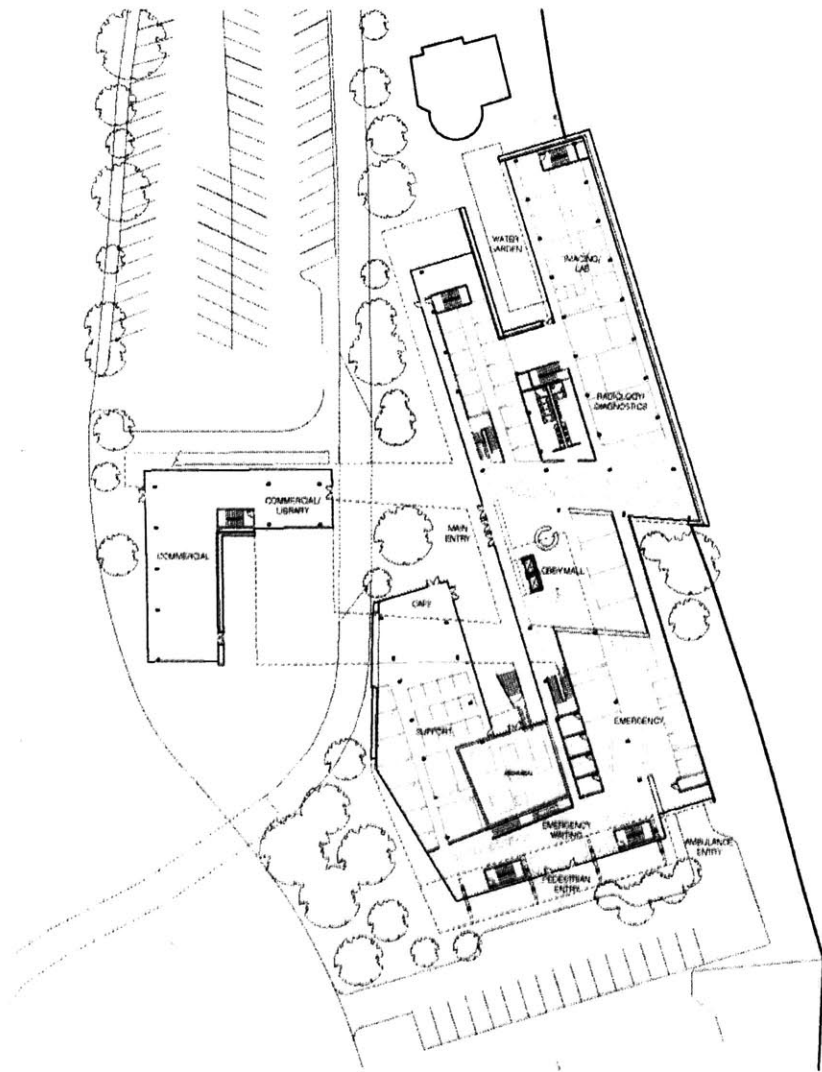 WATER
GARDEN
IMAGING/
LAB
RADIOLOGY/
DIAGNOSTICS
COMMERCIAL/
LIBRARY
COMMERCIAL
MAIN
ENTRY
CAFE
SUPPORT
EMERGENCY
EMERGENCY
WAITING
AMBULANCE
ENTRY
PEDESTRIAN
ENTRY